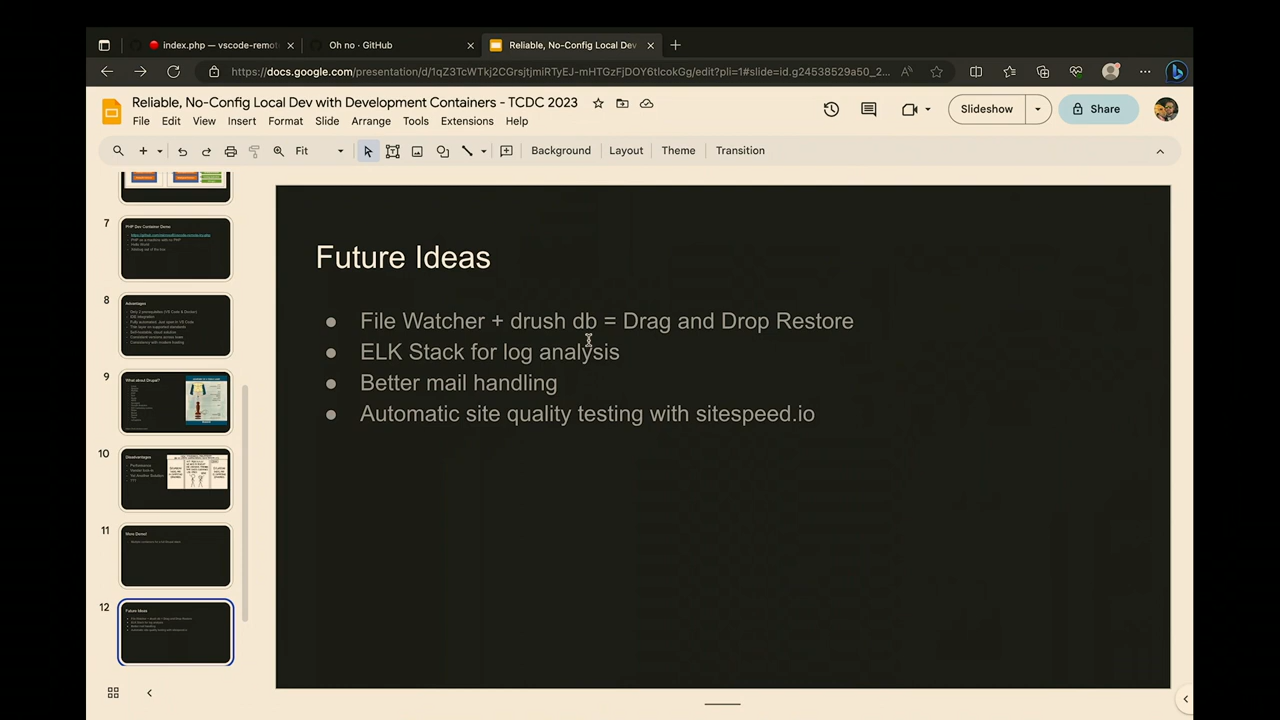 index.php — vscode-remot
Oh no · GitHub
Reliable, No-Config Local Dev
https://docs.google.com/presentation/d/1qZ3TcWTkj2CGrsjtjmiRTyEJ-mHTGzFjDOY6tIcokGg/edit?pli=1#slide=id.g24538529a50_2...
Reliable, No-Config Local Dev with Development Containers - TCDC 2023
File Edit View Insert Format Slide Arrange Tools Extensions Help
Slideshow
Share
Fit
Background Layout Theme Transition
7
PHP Dev Container Demo
8
Advantages
9
What about Drupal?
10
Disadvantages
11
More Demo!
12
Future Ideas
Future Ideas
● File Watcher + drush db = Drag and Drop Restore
● ELK Stack for log analysis
● Better mail handling
● Automatic site quality testing with sitespeed.io